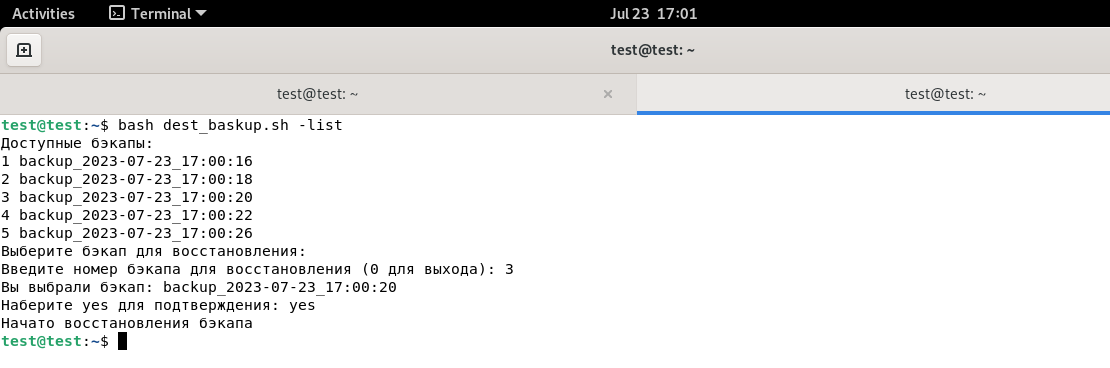 Activities Terminal Jul 23 17:01
test@test: ~
test@test: ~ × test@test: ~
test@test:~$ bash dest_baskup.sh -list
Доступные бэкапы:
1 backup_2023-07-23_17:00:16
2 backup_2023-07-23_17:00:18
3 backup_2023-07-23_17:00:20
4 backup_2023-07-23_17:00:22
5 backup_2023-07-23_17:00:26
Выберите бэкап для восстановления:
Введите номер бэкапа для восстановления (0 для выхода): 3
Вы выбрали бэкап: backup_2023-07-23_17:00:20
Наберите yes для подтверждения: yes
Начато восстановления бэкапа
test@test:~$